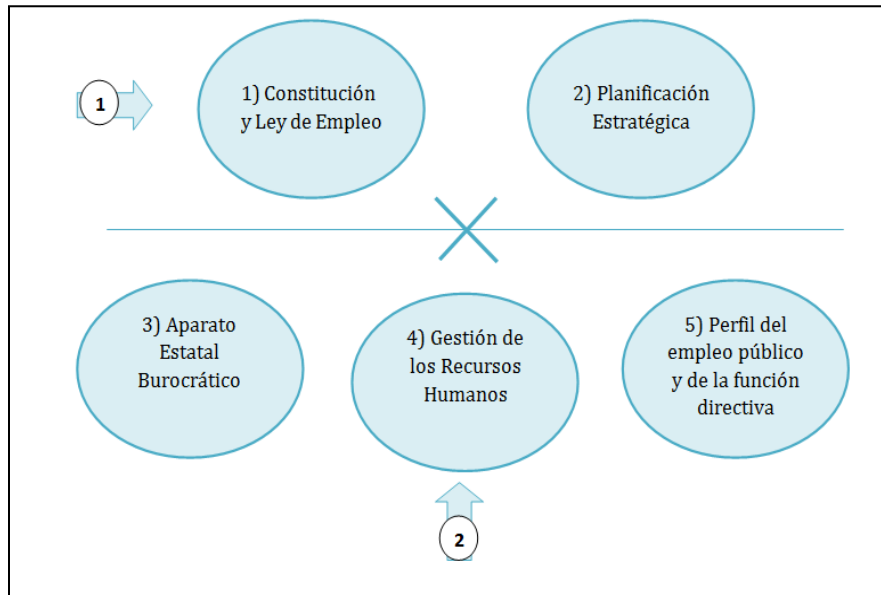 1
1) Constitución
y Ley de Empleo
2) Planificación
Estratégica
3) Aparato
Estatal
Burocrático
4) Gestión de
los Recursos
Humanos
5) Perfil del
empleo público
y de la función
directiva
2